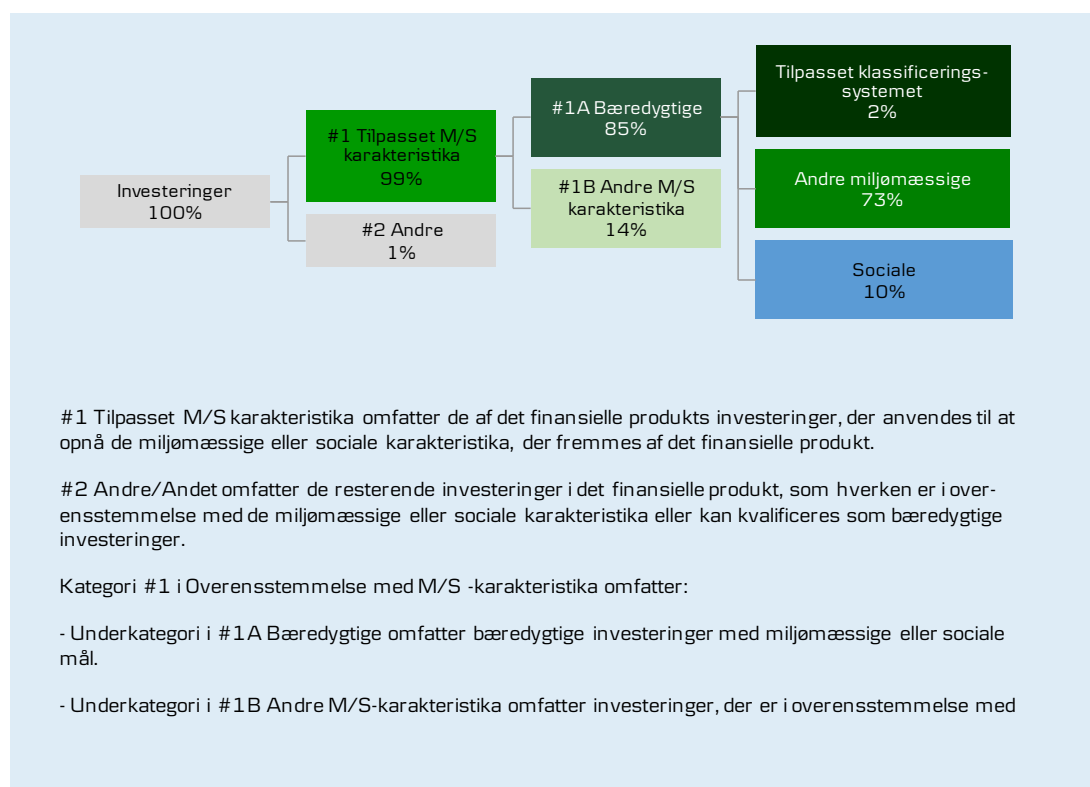 Investeringer
100%
#1 Tilpasset M/S
karakteristika
99%
#2 Andre
1%
#1A Bæredygtige
85%
#1B Andre M/S
karakteristika
14%
Tilpasset klassificerings-
systemet
2%
Andre miljømæssige
73%
Sociale
10%
#1 Tilpasset M/S karakteristika omfatter de af det finansielle produkts investeringer, der anvendes til at
opnå de miljømæssige eller sociale karakteristika, der fremmes af det finansielle produkt.
#2 Andre/Andet omfatter de resterende investeringer i det finansielle produkt, som hverken er i over-
ensstemmelse med de miljømæssige eller sociale karakteristika eller kan kvalificeres som bæredygtige
investeringer.
Kategori #1 i Overensstemmelse med M/S -karakteristika omfatter:
- Underkategori i #1A Bæredygtige omfatter bæredygtige investeringer med miljømæssige eller sociale
mål.
- Underkategori i #1B Andre M/S-karakteristika omfatter investeringer, der er i overensstemmelse med